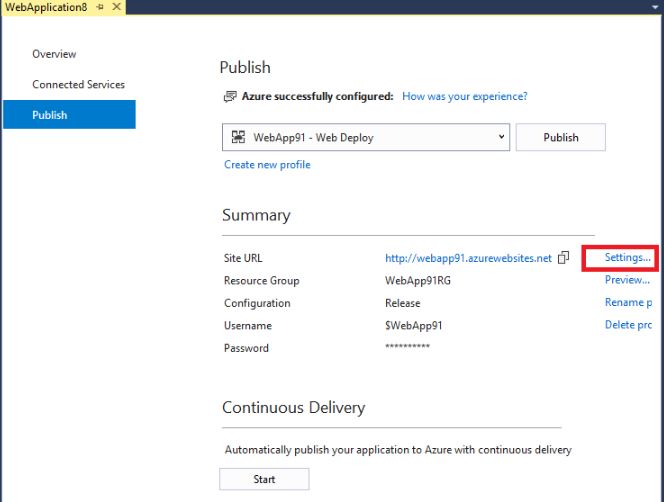 WebApplication8
Overview
Connected Services
Publish
Publish
Azure successfully configured: How was your experience?
WebApp91 - Web Deploy
Publish
Create new profile
Summary
Site URL http://webapp91.azurewebsites.net Settings...
Resource Group WebApp91RG Preview...
Configuration Release Rename p
Username $WebApp91 Delete prc
Password **********
Continuous Delivery
Automatically publish your application to Azure with continuous delivery
Start